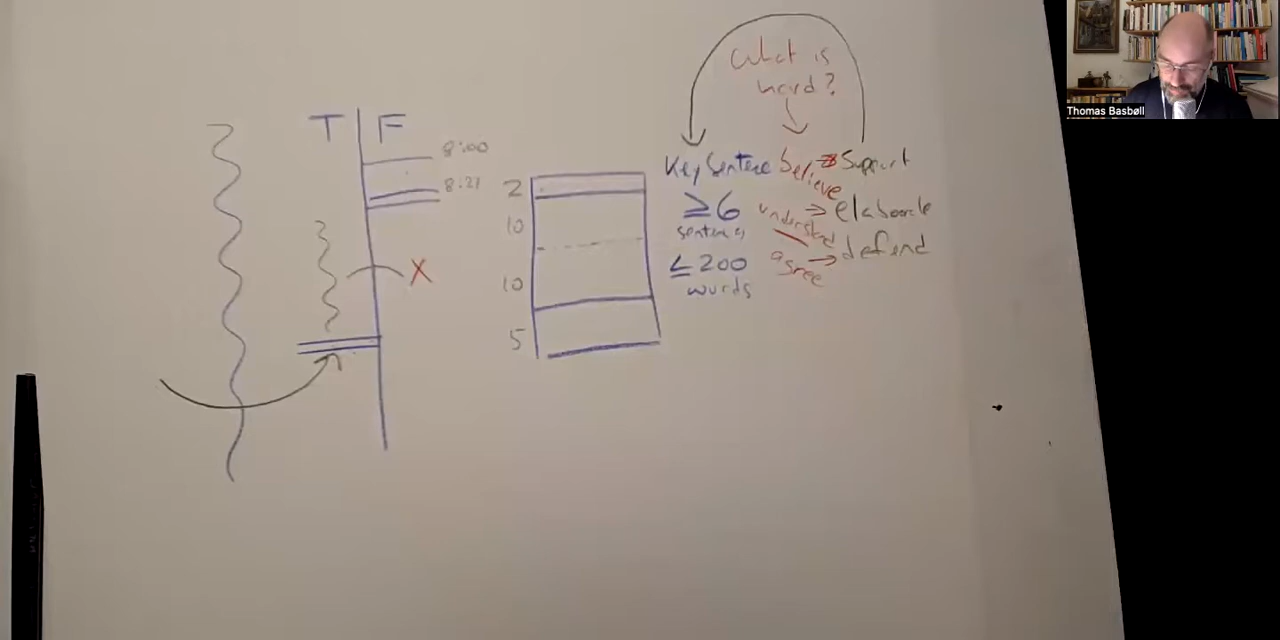 What is
hard?
T F
8:00
8:21
2
10
10
5
Key Sentence believe → Support
≥6 understand → elaborate
sentences
≤200 agree → defend
words
X
Thomas Basbøll